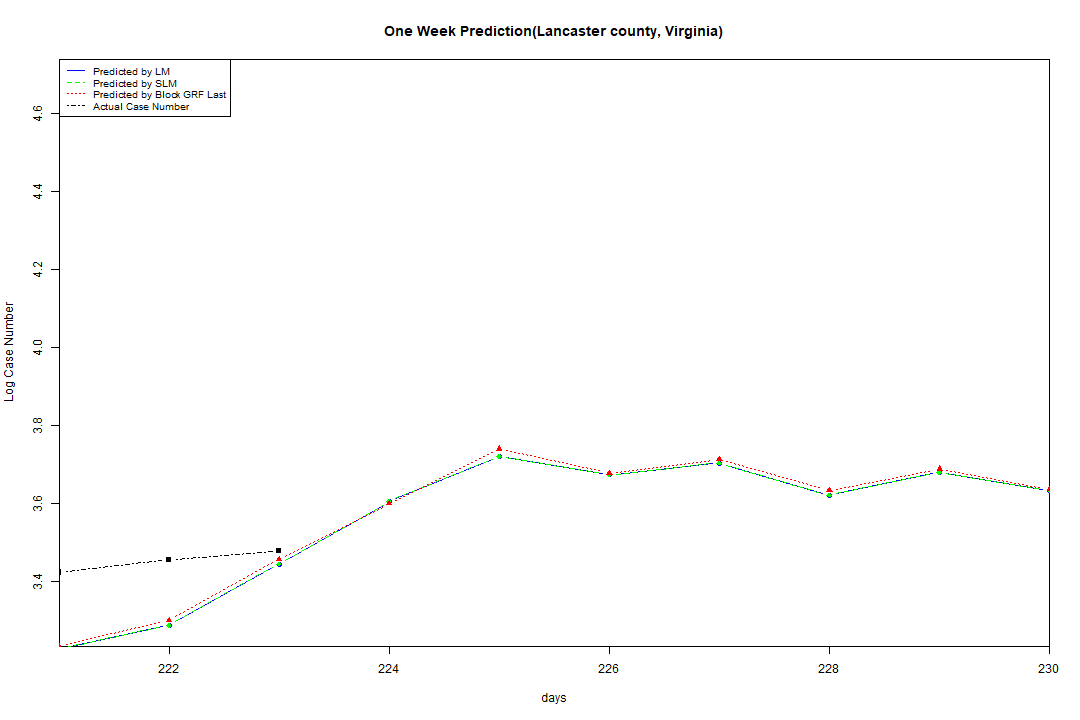 One Week Prediction(Lancaster county, Virginia)
Predicted by LM
Predicted by SLM
Predicted by Block GRF Last
Actual Case Number
4.6
4.4
4.2
4.0
3.8
3.6
3.4
Log Case Number
222
224
226
228
230
days